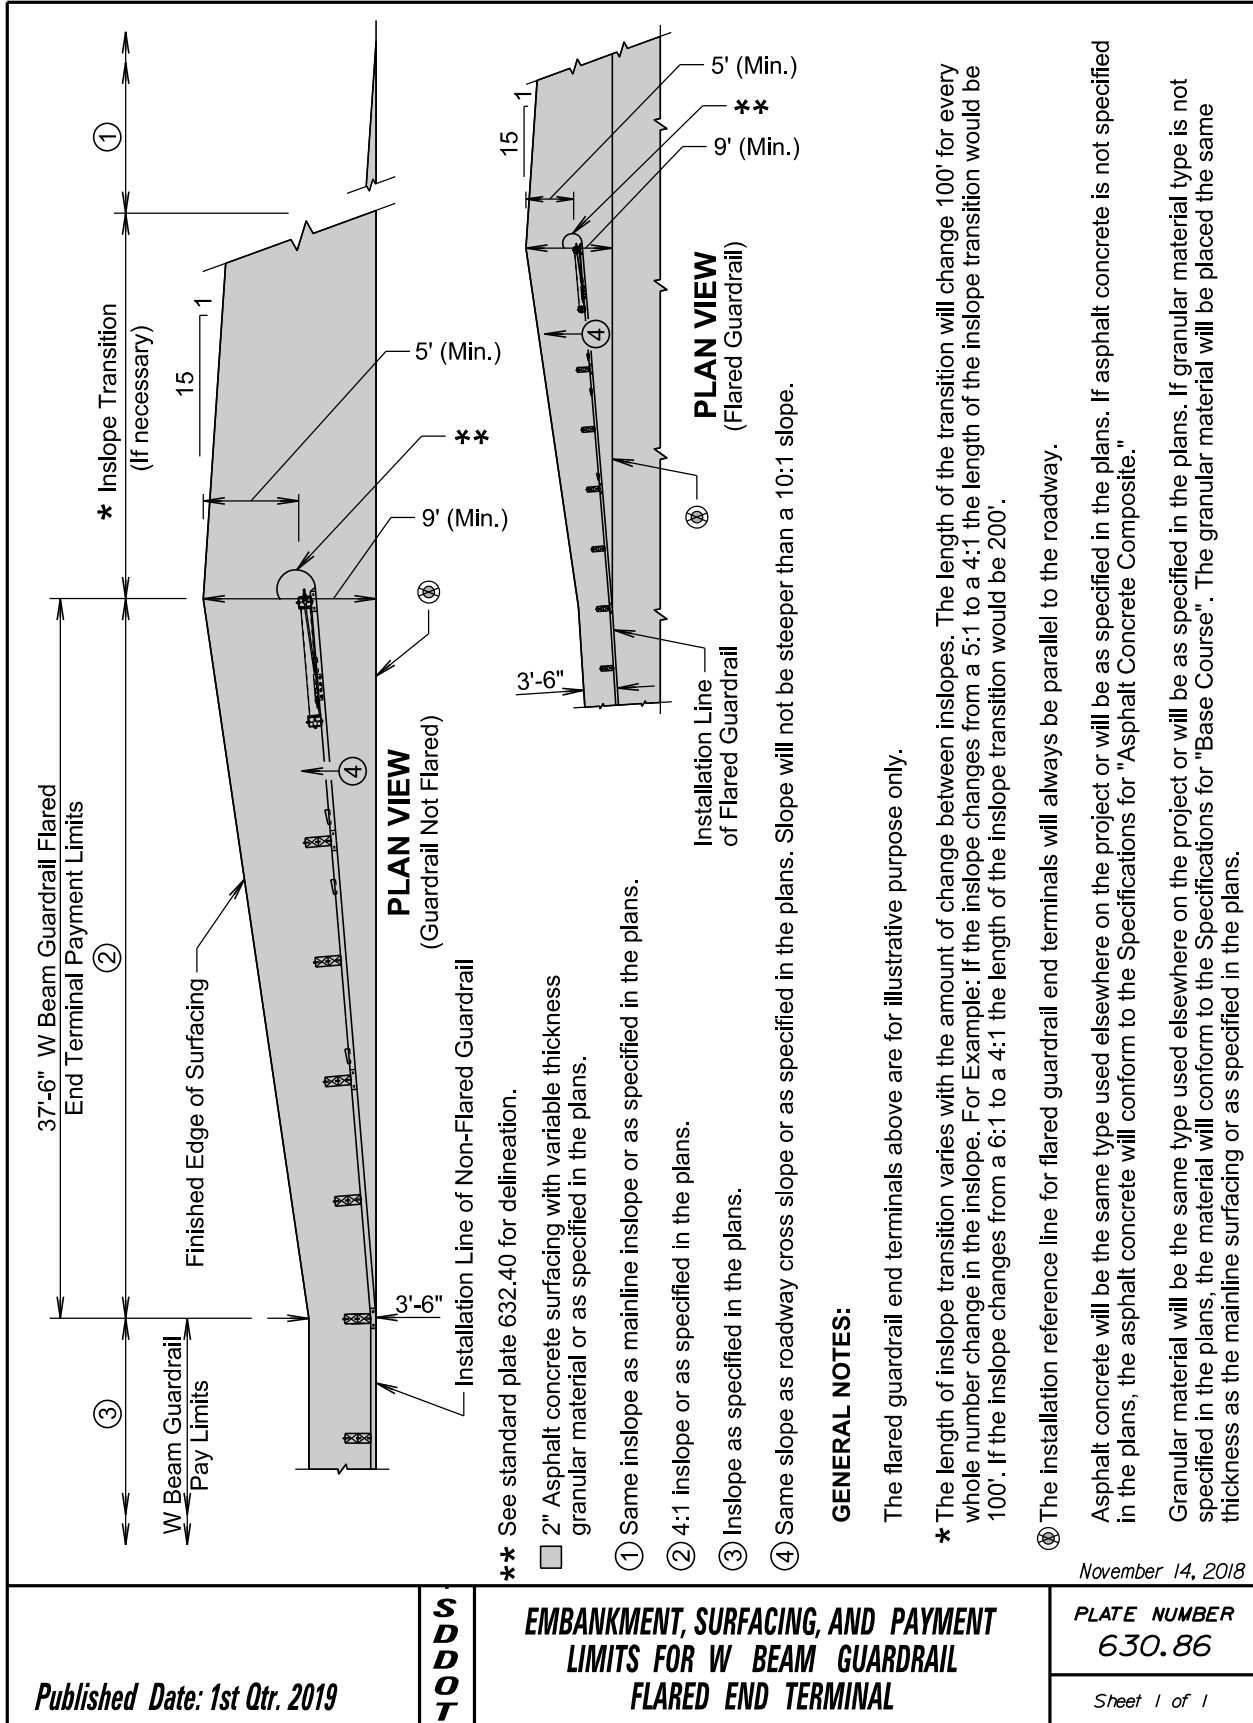 37'-6" W Beam Guardrail Flared
End Terminal Payment Limits
* Inslope Transition
(If necessary)
1
2
3
W Beam Guardrail
Pay Limits
Finished Edge of Surfacing
15
1
5' (Min.)
**
9' (Min.)
4
3'-6"
PLAN VIEW
(Guardrail Not Flared)
Installation Line of Non-Flared Guardrail
15
1
5' (Min.)
**
9' (Min.)
4
3'-6"
PLAN VIEW
(Flared Guardrail)
Installation Line
of Flared Guardrail
** See standard plate 632.40 for delineation.
2" Asphalt concrete surfacing with variable thickness
granular material or as specified in the plans.
1 Same inslope as mainline inslope or as specified in the plans.
2 4:1 inslope or as specified in the plans.
3 Inslope as specified in the plans.
4 Same slope as roadway cross slope or as specified in the plans. Slope will not be steeper than a 10:1 slope.
GENERAL NOTES:
The flared guardrail end terminals above are for illustrative purpose only.
* The length of inslope transition varies with the amount of change between inslopes. The length of the transition will change 100' for every
whole number change in the inslope. For Example: If the inslope changes from a 5:1 to a 4:1 the length of the inslope transition would be
100'. If the inslope changes from a 6:1 to a 4:1 the length of the inslope transition would be 200'.
The installation reference line for flared guardrail end terminals will always be parallel to the roadway.
Asphalt concrete will be the same type used elsewhere on the project or will be as specified in the plans. If asphalt concrete is not specified
in the plans, the asphalt concrete will conform to the Specifications for "Asphalt Concrete Composite."
Granular material will be the same type used elsewhere on the project or will be as specified in the plans. If granular material type is not
specified in the plans, the material will conform to the Specifications for "Base Course". The granular material will be placed the same
thickness as the mainline surfacing or as specified in the plans.
November 14, 2018
Published Date: 1st Qtr. 2019
S
D
D
O
T
EMBANKMENT, SURFACING, AND PAYMENT
LIMITS FOR W BEAM GUARDRAIL
FLARED END TERMINAL
PLATE NUMBER
630.86
Sheet 1 of 1